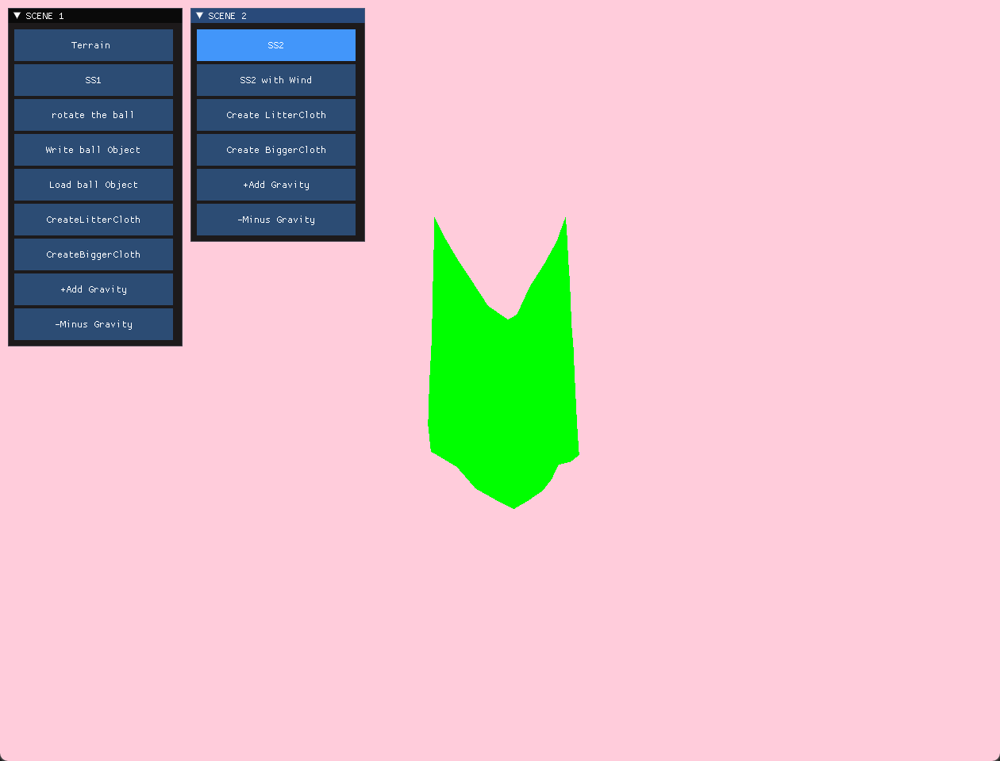 SCENE 1
Terrain
SS1
rotate the ball
Write ball Object
Load ball Object
CreateLitterCloth
CreateBiggerCloth
+Add Gravity
-Minus Gravity
SCENE 2
SS2
SS2 with Wind
Create LitterCloth
Create BiggerCloth
+Add Gravity
-Minus Gravity